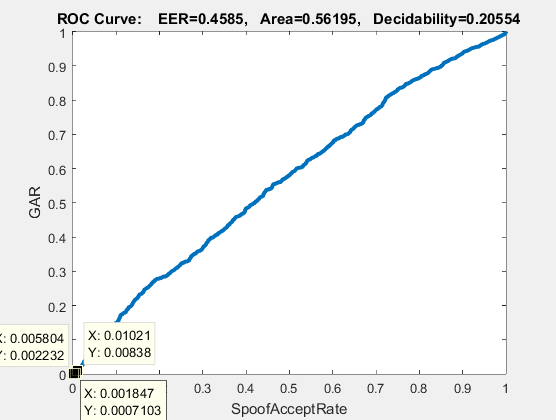 ROC Curve: EER=0.4585, Area=0.56195, Decidability=0.20554
1
0.9
0.8
0.7
0.6
0.5
0.4
0.3
0.2
0
GAR
X: 0.005804
Y: 0.002232
X: 0.01021
Y: 0.00838
X: 0.001847
Y: 0.0007103
0 0.3 0.4 0.5 0.6 0.7 0.8 0.9 1
SpoofAcceptRate